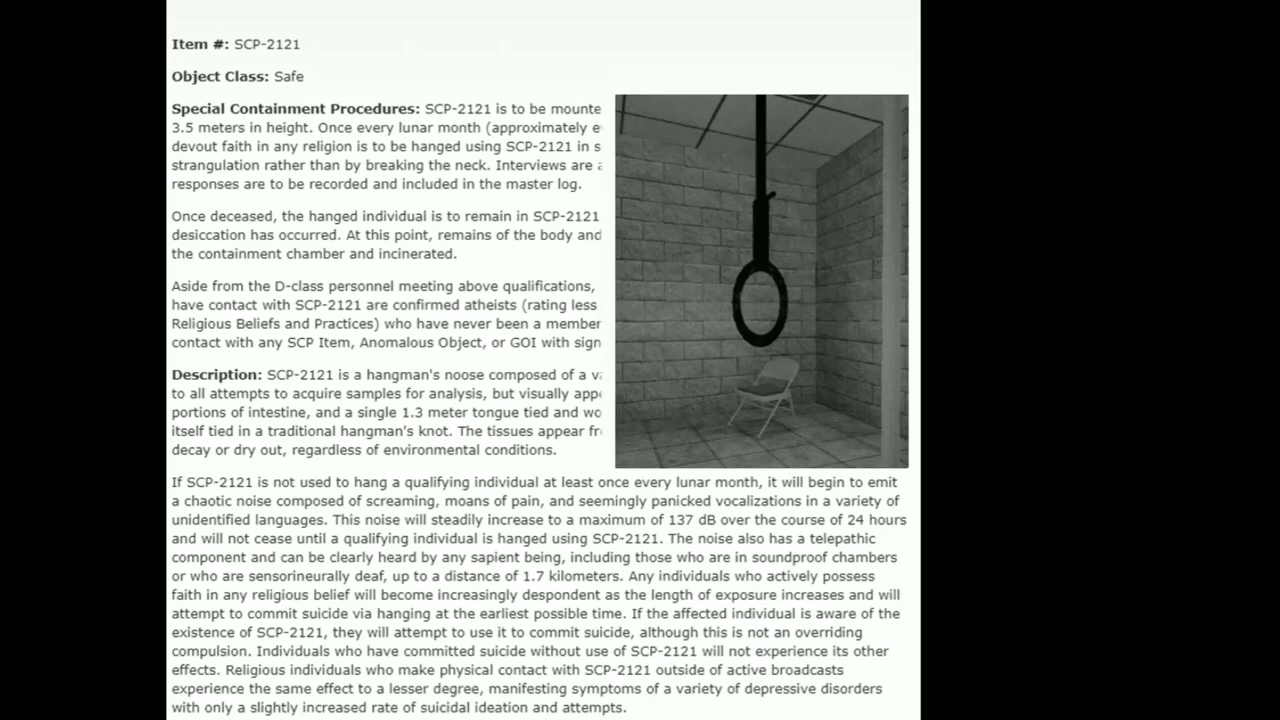 Item #: SCP-2121
Object Class: Safe
Special Containment Procedures: SCP-2121 is to be mounte
3.5 meters in height. Once every lunar month (approximately e
devout faith in any religion is to be hanged using SCP-2121 in s
strangulation rather than by breaking the neck. Interviews are a
responses are to be recorded and included in the master log.
Once deceased, the hanged individual is to remain in SCP-2121
desiccation has occurred. At this point, remains of the body and
the containment chamber and incinerated.
Aside from the D-class personnel meeting above qualifications,
have contact with SCP-2121 are confirmed atheists (rating less
Religious Beliefs and Practices) who have never been a member
contact with any SCP Item, Anomalous Object, or GOI with sign
Description: SCP-2121 is a hangman's noose composed of a va
to all attempts to acquire samples for analysis, but visually appe
portions of intestine, and a single 1.3 meter tongue tied and wo
itself tied in a traditional hangman's knot. The tissues appear fr
decay or dry out, regardless of environmental conditions.
If SCP-2121 is not used to hang a qualifying individual at least once every lunar month, it will begin to emit
a chaotic noise composed of screaming, moans of pain, and seemingly panicked vocalizations in a variety of
unidentified languages. This noise will steadily increase to a maximum of 137 dB over the course of 24 hours
and will not cease until a qualifying individual is hanged using SCP-2121. The noise also has a telepathic
component and can be clearly heard by any sapient being, including those who are in soundproof chambers
or who are sensorineurally deaf, up to a distance of 1.7 kilometers. Any individuals who actively possess
faith in any religious belief will become increasingly despondent as the length of exposure increases and will
attempt to commit suicide via hanging at the earliest possible time. If the affected individual is aware of the
existence of SCP-2121, they will attempt to use it to commit suicide, although this is not an overriding
compulsion. Individuals who have committed suicide without use of SCP-2121 will not experience its other
effects. Religious individuals who make physical contact with SCP-2121 outside of active broadcasts
experience the same effect to a lesser degree, manifesting symptoms of a variety of depressive disorders
with only a slightly increased rate of suicidal ideation and attempts.